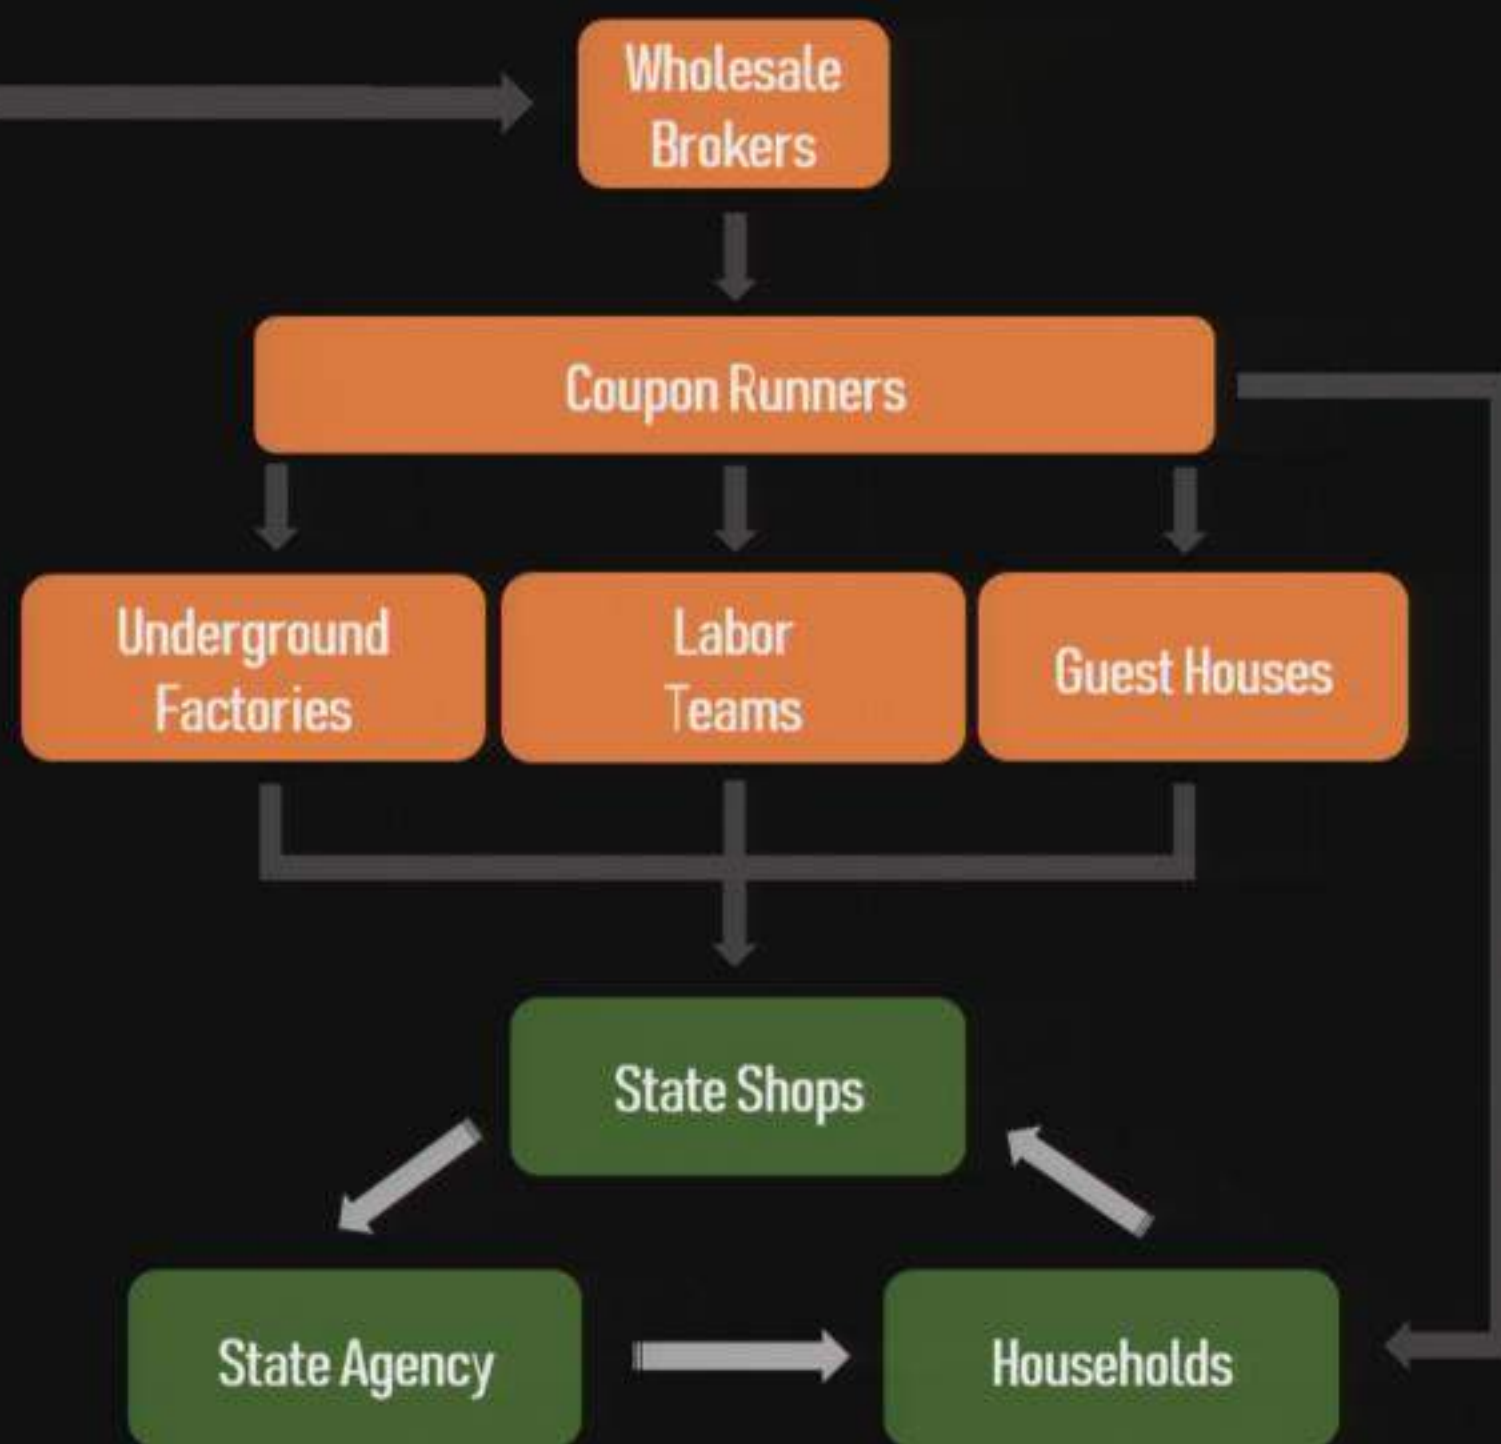 Wholesale
Brokers
Coupon Runners
Underground
Factories
Labor
Teams
Guest Houses
State Shops
State Agency
Households